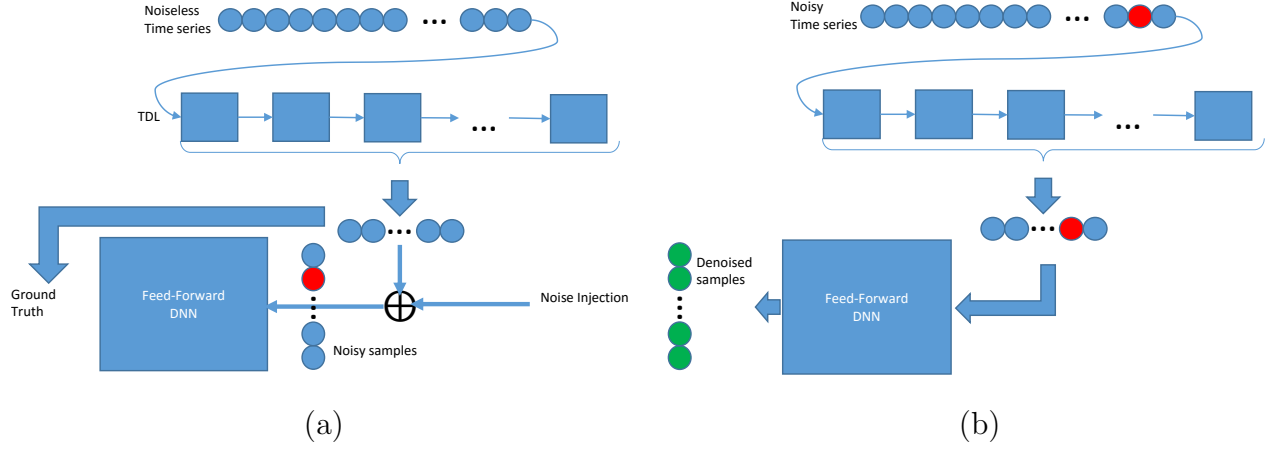 Noiseless
Time series
...
TDL
...
...
Ground
Truth
Feed-Forward
DNN
Noise Injection
Noisy samples
(a)
Noisy
Time series
...
...
...
Denoised
samples
Feed-Forward
DNN
(b)